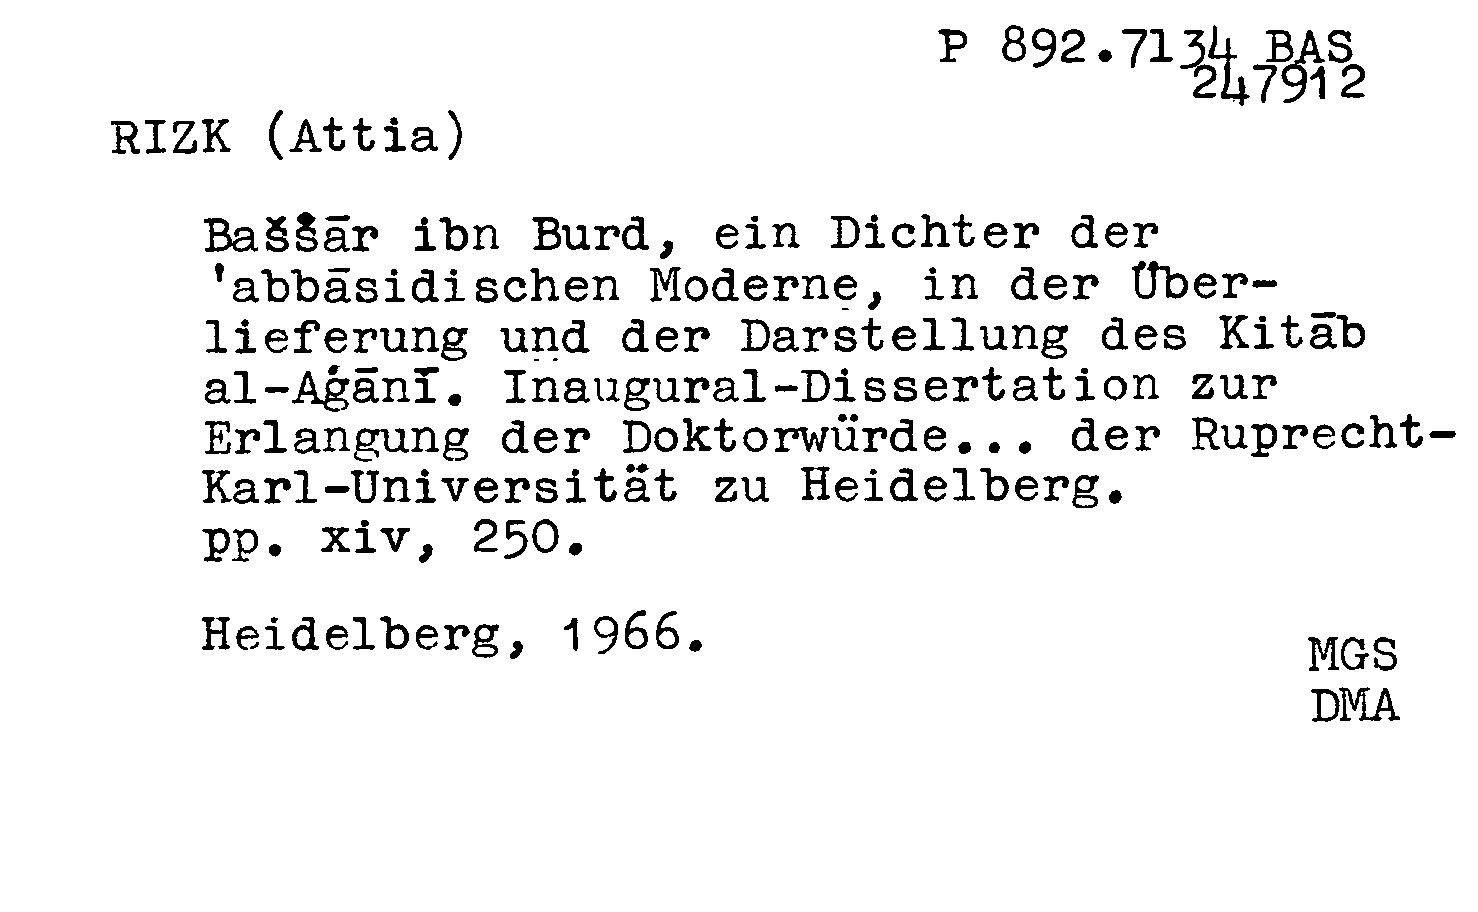 P 892.7134 BAS
247912
RIZK (Attia)
Baššār ibn Burd, ein Dichter der
'abbāsidischen Moderne, in der Über-
lieferung und der Darstellung des Kitāb
al-Aġānī. Inaugural-Dissertation zur
Erlangung der Doktorwürde... der Ruprecht-
Karl-Universität zu Heidelberg.
pp. xiv, 250.
Heidelberg, 1966.
MGS
DMA